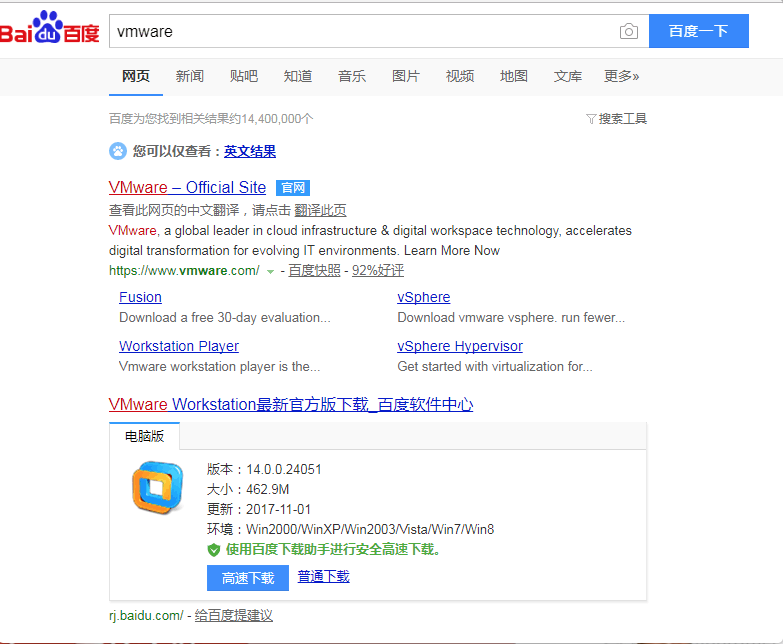 Bai du 百度
vmware
百度一下
网页 新闻 贴吧 知道 音乐 图片 视频 地图 文库 更多»
百度为您找到相关结果约14,400,000个 搜索工具
您可以仅查看：英文结果
VMware – Official Site 官网
查看此网页的中文翻译，请点击 翻译此页
VMware, a global leader in cloud infrastructure & digital workspace technology, accelerates
digital transformation for evolving IT environments. Learn More Now
https://www.vmware.com/ - 百度快照 - 92%好评
Fusion vSphere
Download a free 30-day evaluation... Download vmware vsphere. run fewer...
Workstation Player vSphere Hypervisor
Vmware workstation player is the... Get started with virtualization for...
VMware Workstation最新官方版下载_百度软件中心
电脑版
版本：14.0.0.24051
大小：462.9M
更新：2017-11-01
环境：Win2000/WinXP/Win2003/Vista/Win7/Win8
使用百度下载助手进行安全高速下载。
高速下载 普通下载
rj.baidu.com/ - 给百度提建议